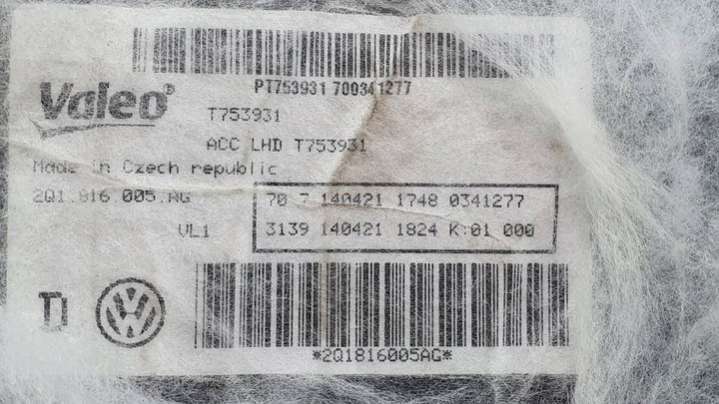 PT753931 700341277
Valeo®
T753931
ACC LHD T753931
Made in Czech republic
2Q1.816.005.AG
70 7 140421 1748 0341277
VL1
3139 140421 1824 K:01 000
VW
*2Q1816005AG*